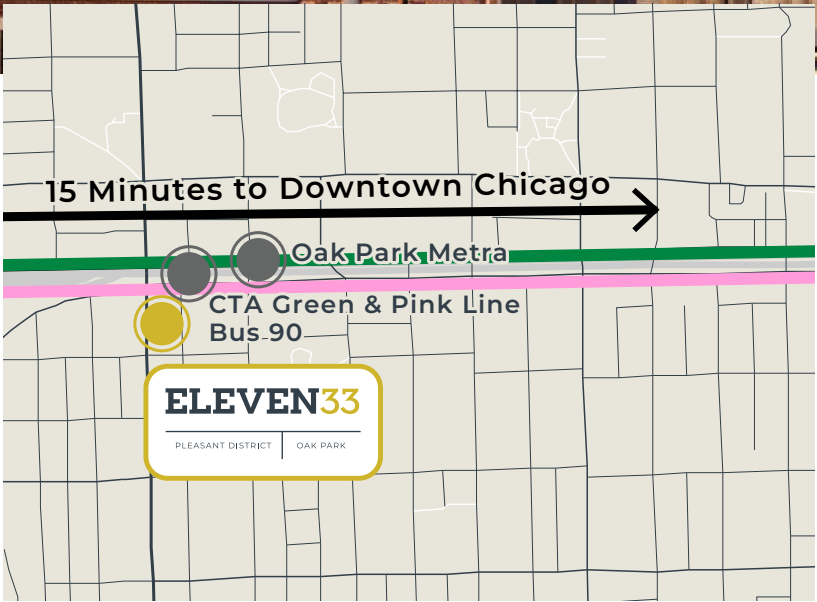 15 Minutes to Downtown Chicago
Oak Park Metra
CTA Green & Pink Line
Bus 90
ELEVEN33
PLEASANT DISTRICT | OAK PARK